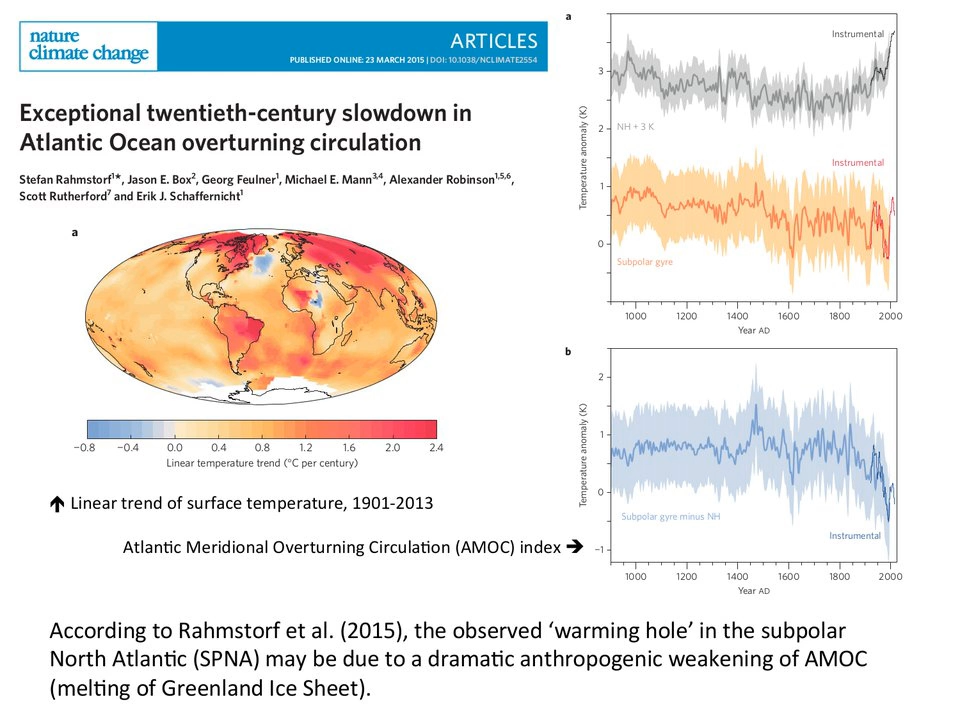 nature
climate change
ARTICLES
PUBLISHED ONLINE: 23 MARCH 2015 | DOI: 10.1038/NCLIMATE2554
Exceptional twentieth-century slowdown in
Atlantic Ocean overturning circulation
Stefan Rahmstorf1*, Jason E. Box2, Georg Feulner1, Michael E. Mann3,4, Alexander Robinson1,5,6,
Scott Rutherford7 and Erik J. Schaffernicht1
a
−0.8 −0.4 0.0 0.4 0.8 1.2 1.6 2.0 2.4
Linear temperature trend (°C per century)
🡹 Linear trend of surface temperature, 1901-2013
Atlantic Meridional Overturning Circulation (AMOC) index 🡺
a
Instrumental
3
NH + 3 K
2
Temperature anomaly (K)
Instrumental
1
0
Subpolar gyre
1000 1200 1400 1600 1800 2000
Year AD
b
2
1
Temperature anomaly (K)
0
Subpolar gyre minus NH
Instrumental
−1
1000 1200 1400 1600 1800 2000
Year AD
According to Rahmstorf et al. (2015), the observed ‘warming hole’ in the subpolar
North Atlantic (SPNA) may be due to a dramatic anthropogenic weakening of AMOC
(melting of Greenland Ice Sheet).